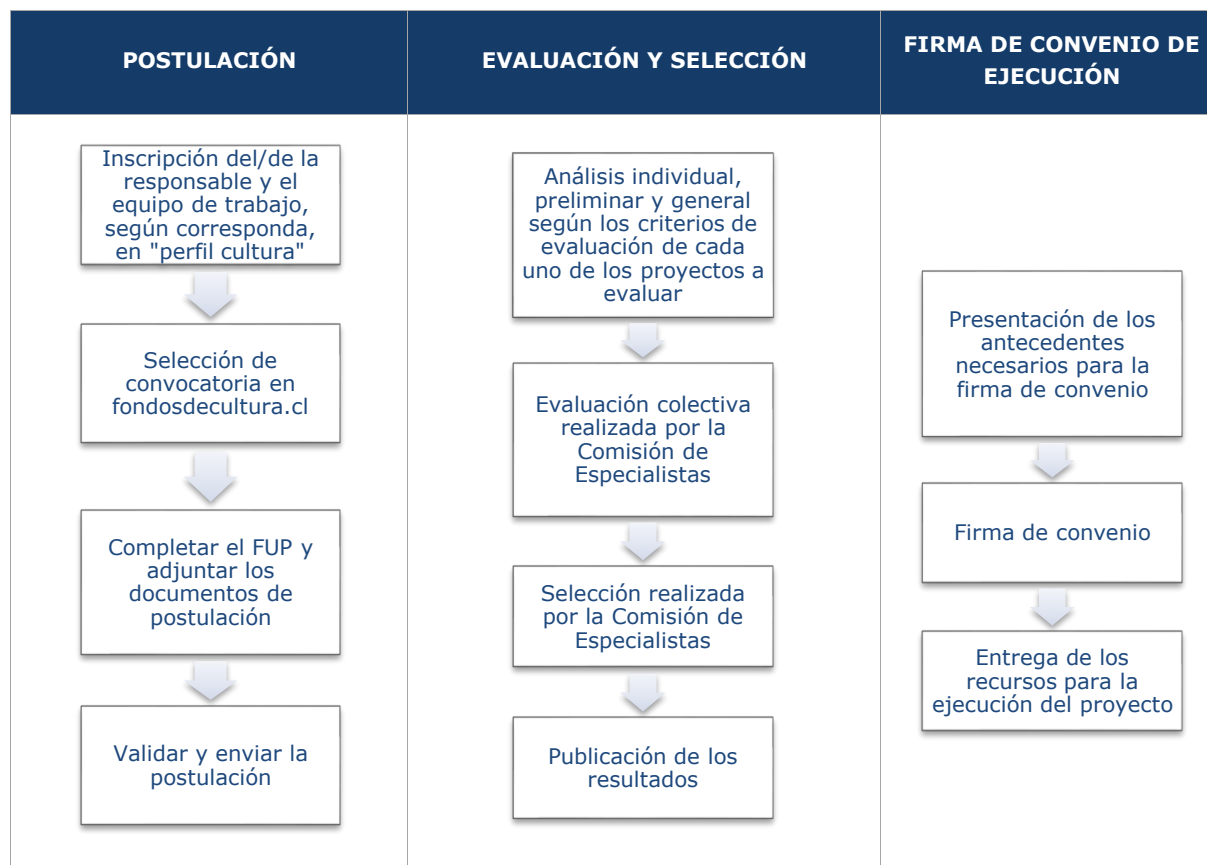 POSTULACIÓN
EVALUACIÓN Y SELECCIÓN
FIRMA DE CONVENIO DE
EJECUCIÓN
Inscripción del/de la
responsable y el
equipo de trabajo,
según corresponda,
en "perfil cultura"
Selección de
convocatoria en
fondosdecultura.cl
Completar el FUP y
adjuntar los
documentos de
postulación
Validar y enviar la
postulación
Análisis individual,
preliminar y general
según los criterios de
evaluación de cada
uno de los proyectos a
evaluar
Evaluación colectiva
realizada por la
Comisión de
Especialistas
Selección realizada
por la Comisión de
Especialistas
Publicación de los
resultados
Presentación de los
antecedentes
necesarios para la
firma de convenio
Firma de convenio
Entrega de los
recursos para la
ejecución del proyecto